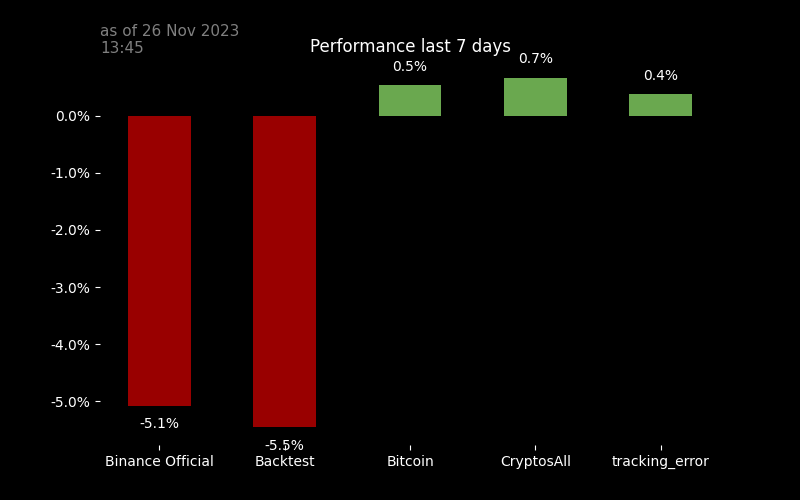 as of 26 Nov 2023
13:45
Performance last 7 days
0.5%
0.7%
0.4%
0.0%
-1.0%
-2.0%
-3.0%
-4.0%
-5.0%
-5.1%
-5.5%
Binance Official
Backtest
Bitcoin
CryptosAll
tracking_error